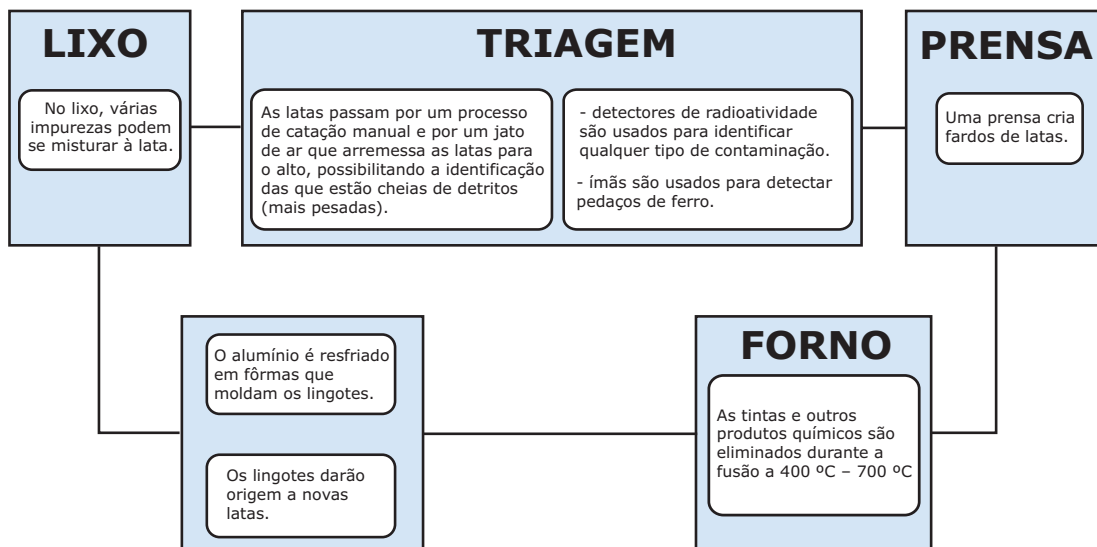 LIXO
No lixo, várias
impurezas podem
se misturar à lata.
TRIAGEM
As latas passam por um processo
de catação manual e por um jato
de ar que arremessa as latas para
o alto, possibilitando a identificação
das que estão cheias de detritos
(mais pesadas).
- detectores de radioatividade
são usados para identificar
qualquer tipo de contaminação.
- ímãs são usados para detectar
pedaços de ferro.
PRENSA
Uma prensa cria
fardos de latas.
FORNO
As tintas e outros
produtos químicos são
eliminados durante a
fusão a 400 ºC – 700 ºC
O alumínio é resfriado
em fôrmas que
moldam os lingotes.
Os lingotes darão
origem a novas
latas.